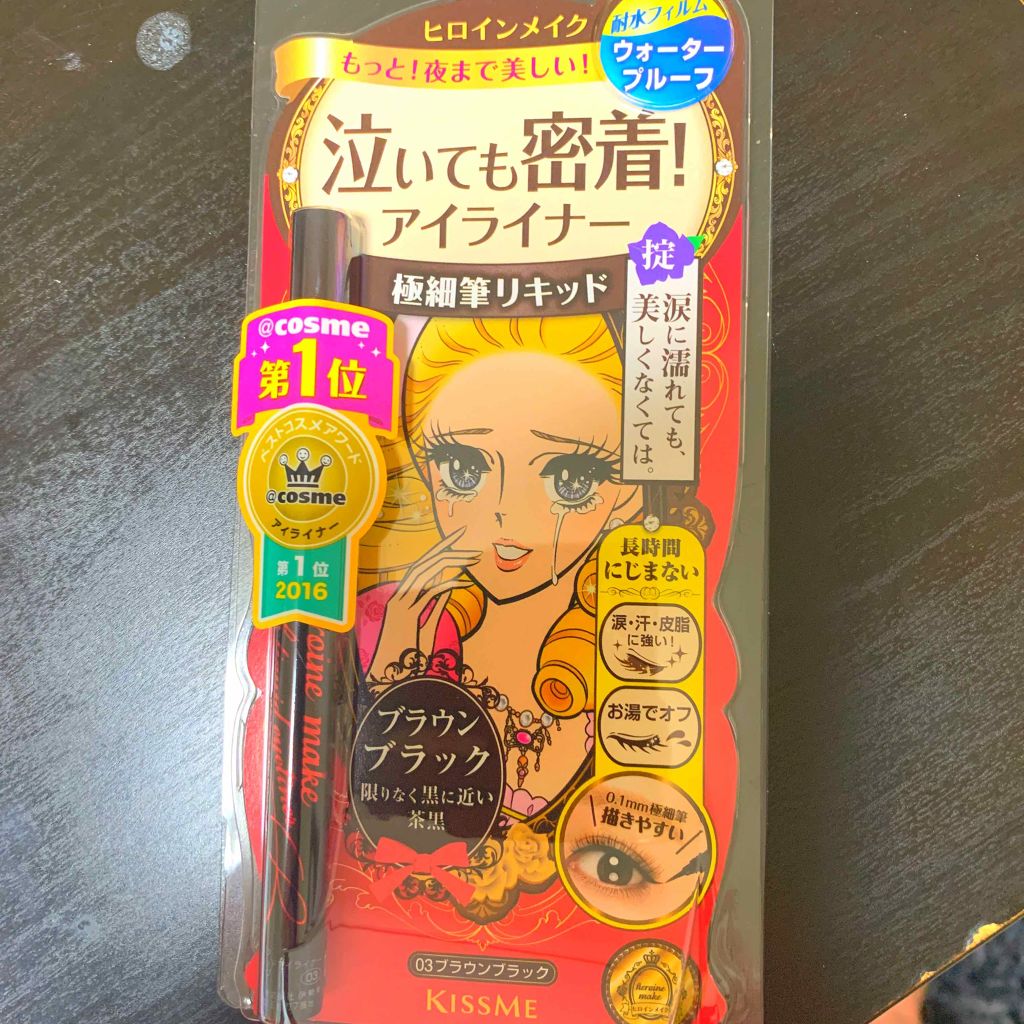 ヒロインメイク
もっと!夜まで美しい!
耐水フィルム
ウォーター
プルーフ
泣いても密着!
アイライナー
極細筆リキッド
掟
涙に濡れても、
美しくなくては。
@cosme
第1位
ベストコスメアワード
@cosme
アイライナー
第1位
2016
長時間
にじまない
涙・汗・皮脂
に強い!
お湯でオフ
0.1mm極細筆
描きやすい
ブラウン
ブラック
限りなく黒に近い
茶黒
roine make
03ブラウンブラック
KISSME
heroine
make
ヒロインメイク
03